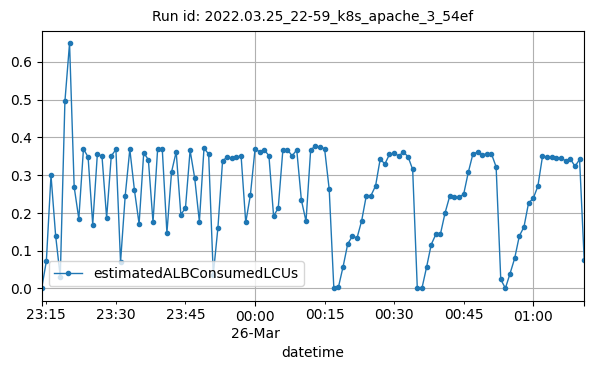 Run id: 2022.03.25_22-59_k8s_apache_3_54ef
0.6
0.5
0.4
0.3
0.2
0.1
0.0
estimatedALBConsumedLCUs
23:15 23:30 23:45 00:00 00:15 00:30 00:45 01:00
26-Mar
datetime